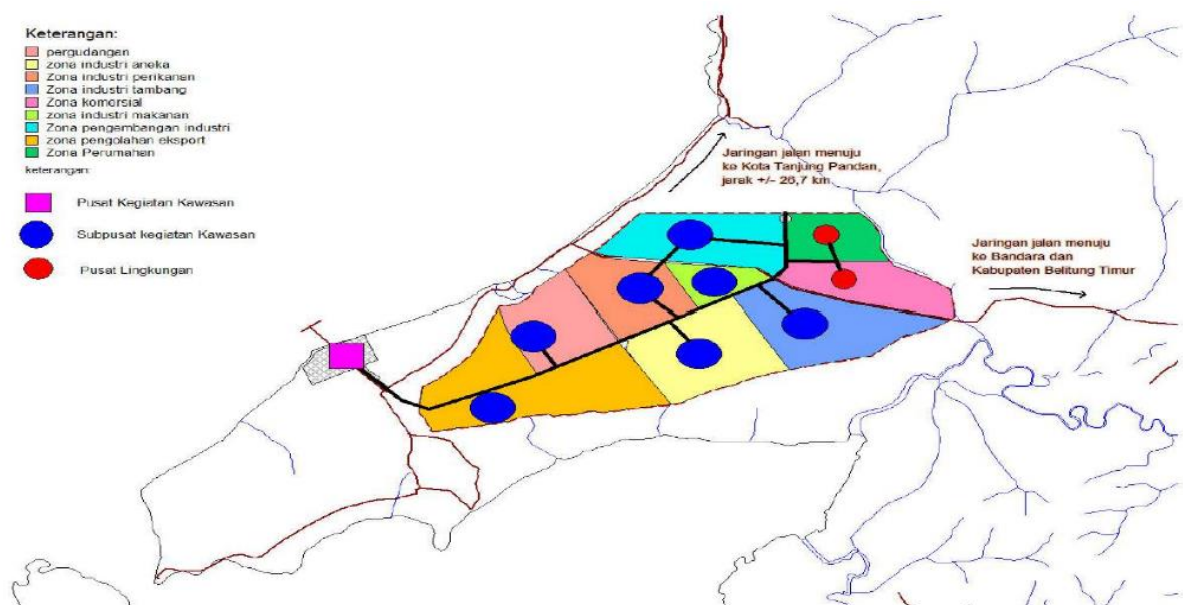 Keterangan:
pergudangan
zona industri aneka
Zona industri perikanan
Zona industri tambang
Zona komersial
zona industri makanan
Zona pengembangan industri
zona pengolahan eksport
Zona Perumahan
keterangan:
Pusat Kegiatan Kawasan
Subpusat kegiatan Kawasan
Pusat Lingkungan
Jaringan jalan menuju
ke Kota Tanjung Pandan,
jarak +/- 26,7 km
Jaringan jalan menuju
ke Bandara dan
Kabupaten Belitung Timur